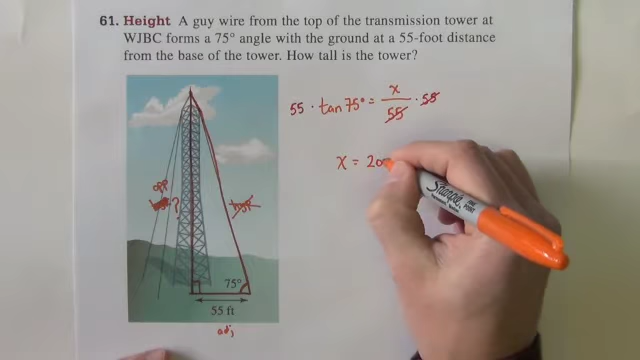 61. Height A guy wire from the top of the transmission tower at
WJBC forms a 75° angle with the ground at a 55-foot distance
from the base of the tower. How tall is the tower?
55 · tan 75° = x/55 · 55
x = 20
opp
?
75°
55 ft
adj
Sharpie
FINE POINT